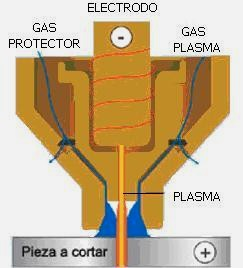 ELECTRODO
GAS
PROTECTOR
GAS
PLASMA
-
PLASMA
Pieza a cortar
+